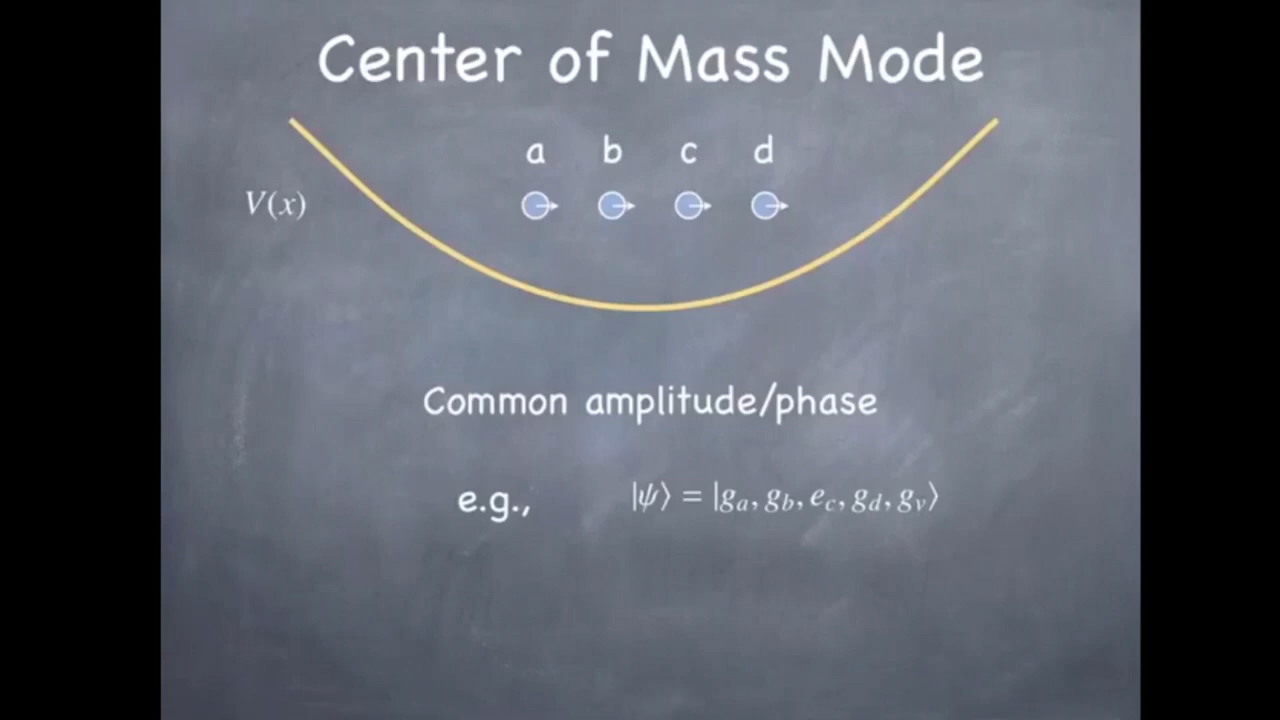 Center of Mass Mode
a b c d
V(x)
Common amplitude/phase
e.g., |ψ⟩ = |g_a, g_b, e_c, g_d, g_v⟩